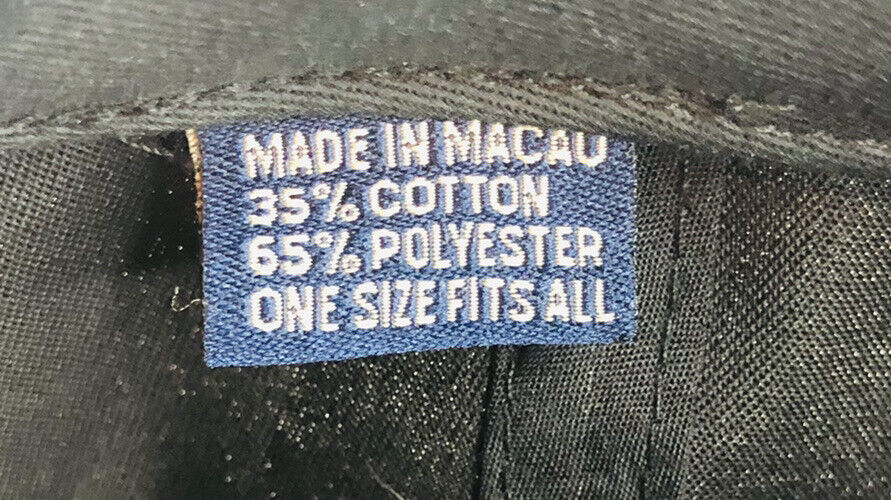 MADE IN MACAU
35% COTTON
65% POLYESTER
ONE SIZE FITS ALL